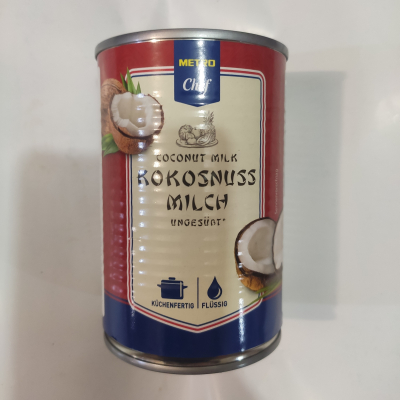 METRO
Chef
COCONUT MILK
KOKOSNUSS
MILCH
UNGESÜßT*
KÜCHENFERTIG
FLÜSSIG